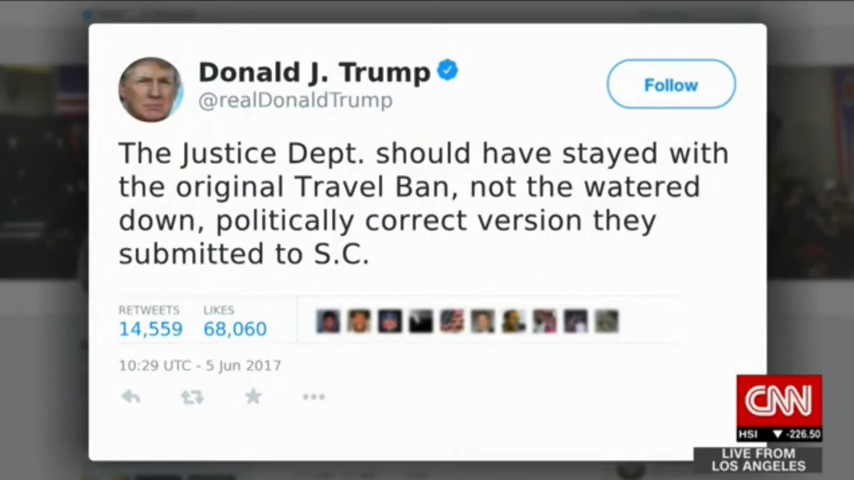 Donald J. Trump
@realDonaldTrump
Follow
The Justice Dept. should have stayed with
the original Travel Ban, not the watered
down, politically correct version they
submitted to S.C.
RETWEETS LIKES
14,559 68,060
10:29 UTC - 5 Jun 2017
CNN
HSI ▼ -226.50
LIVE FROM
LOS ANGELES